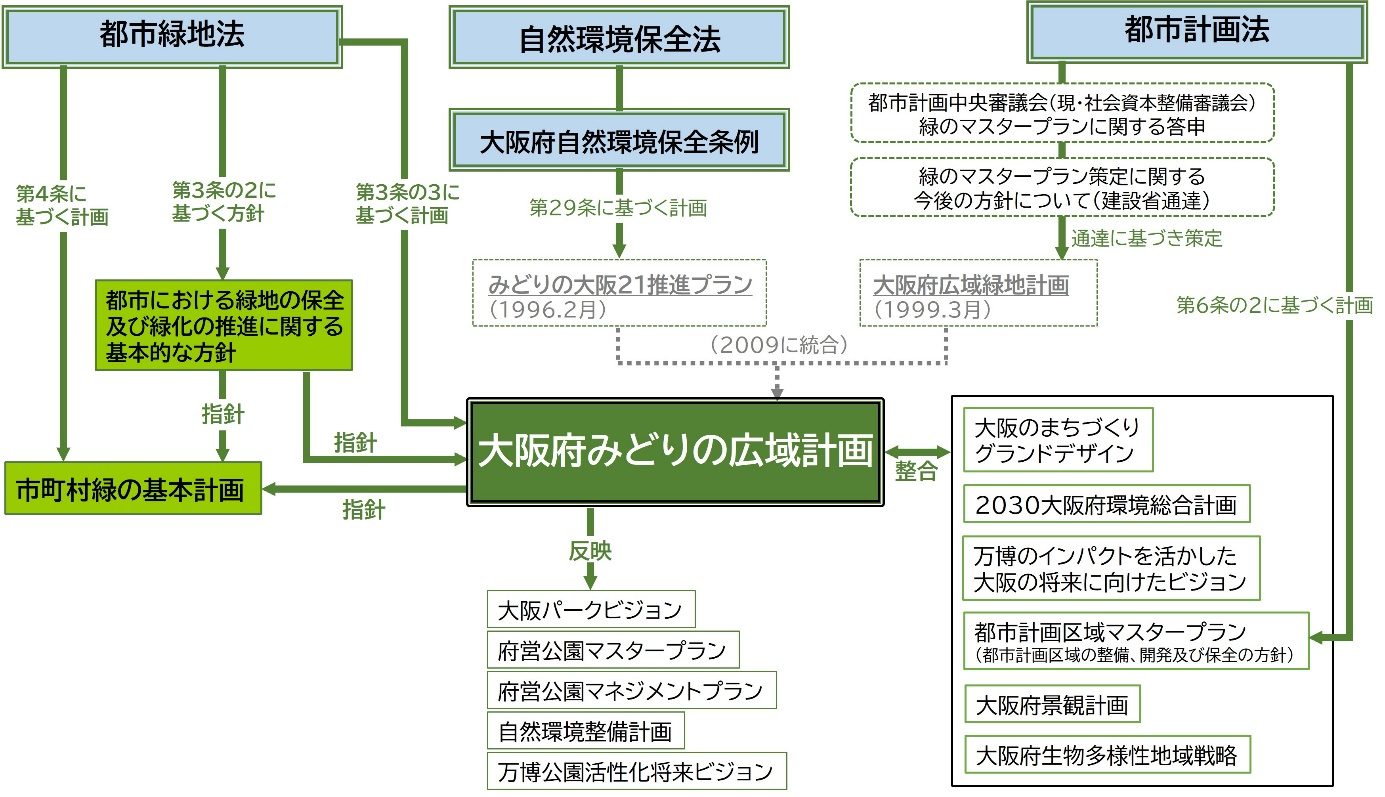 都市緑地法
自然環境保全法
都市計画法
都市計画中央審議会（現・社会資本整備審議会）
緑のマスタープランに関する答申
大阪府自然環境保全条例
緑のマスタープラン策定に関する
今後の方針について（建設省通達）
第4条に
基づく計画
第3条の2に
基づく方針
第3条の3に
基づく計画
第29条に基づく計画
通達に基づき策定
みどりの大阪21推進プラン
（1996.2月）
大阪府広域緑地計画
（1999.3月）
第6条の2に基づく計画
都市における緑地の保全
及び緑化の推進に関する
基本的な方針
（2009に統合）
指針
指針
大阪府みどりの広域計画
整合
市町村緑の基本計画
指針
反映
大阪パークビジョン
府営公園マスタープラン
府営公園マネジメントプラン
自然環境整備計画
万博公園活性化将来ビジョン
大阪のまちづくり
グランドデザイン
2030大阪府環境総合計画
万博のインパクトを活かした
大阪の将来に向けたビジョン
都市計画区域マスタープラン
（都市計画区域の整備、開発及び保全の方針）
大阪府景観計画
大阪府生物多様性地域戦略